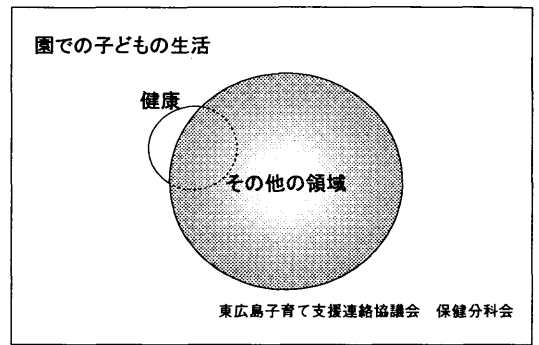 園での子どもの生活
健康
その他の領域
東広島子育て支援連絡協議会　保健分科会